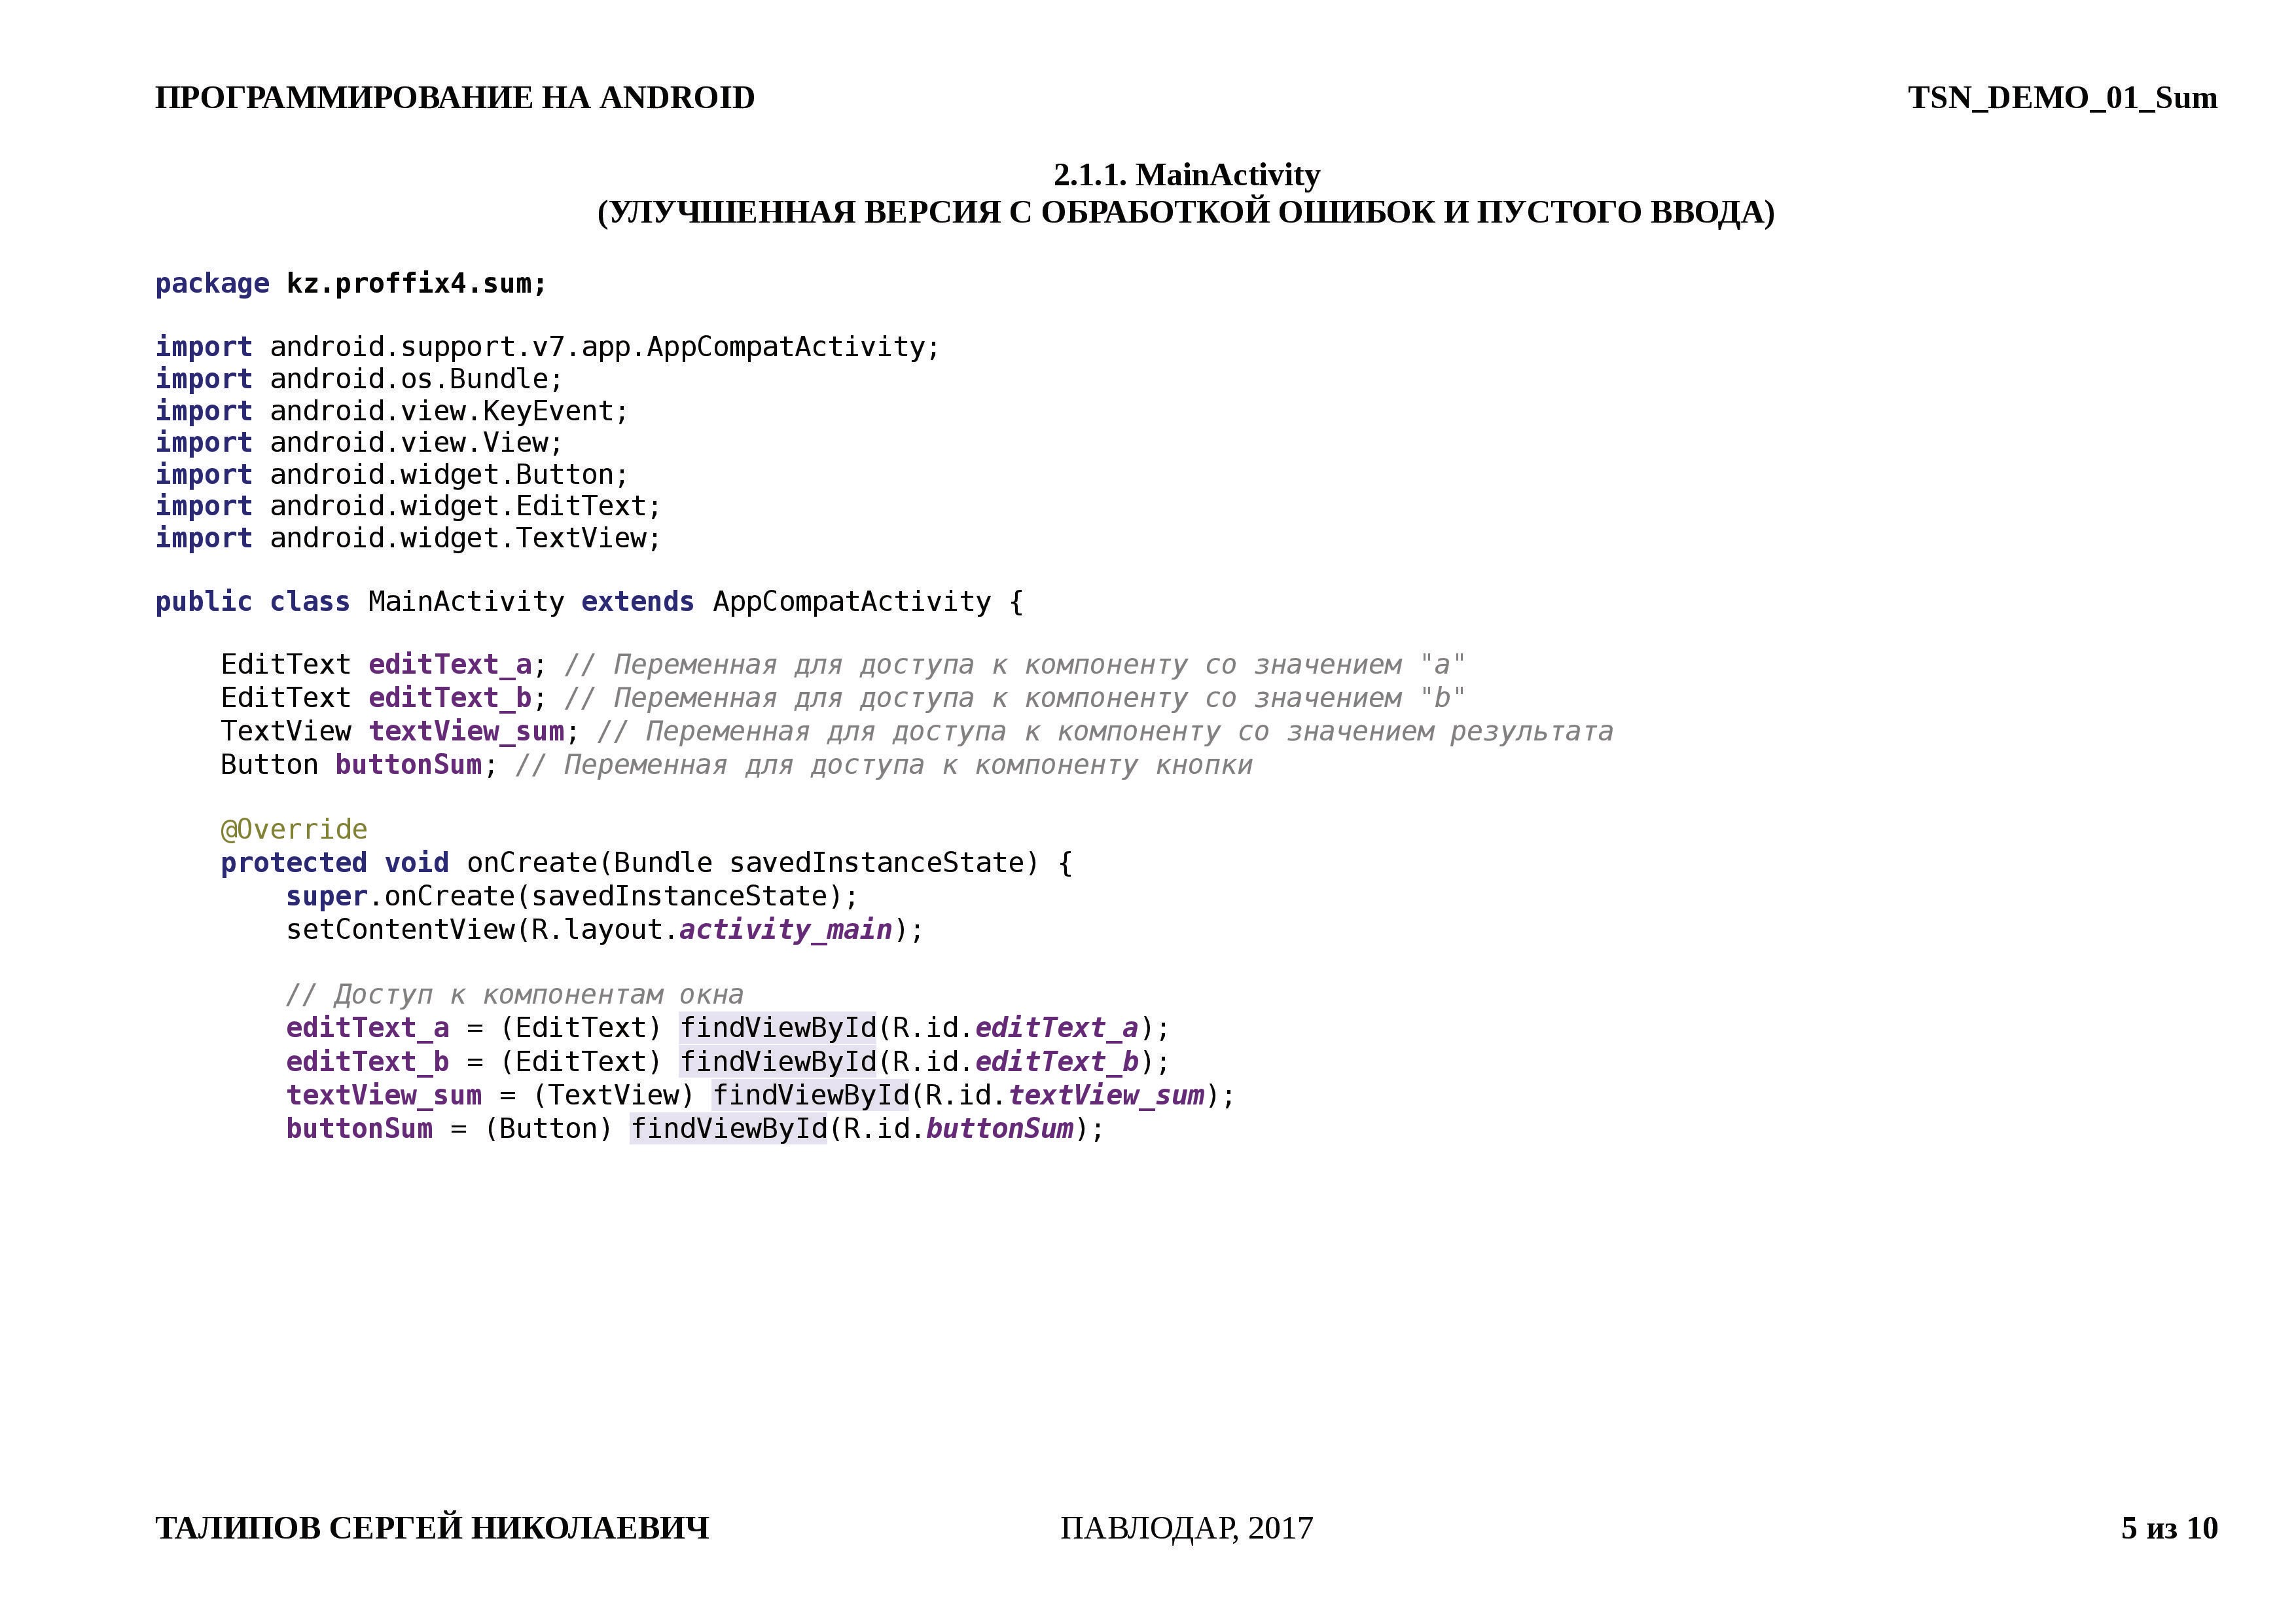 ПРОГРАММИРОВАНИЕ НА ANDROID TSN_DEMO_01_Sum
2.1.1. MainActivity
(УЛУЧШЕННАЯ ВЕРСИЯ С ОБРАБОТКОЙ ОШИБОК И ПУСТОГО ВВОДА)
package kz.proffix4.sum;
import android.support.v7.app.AppCompatActivity;
import android.os.Bundle;
import android.view.KeyEvent;
import android.view.View;
import android.widget.Button;
import android.widget.EditText;
import android.widget.TextView;
public class MainActivity extends AppCompatActivity {
    EditText editText_a; // Переменная для доступа к компоненту со значением "a"
    EditText editText_b; // Переменная для доступа к компоненту со значением "b"
    TextView textView_sum; // Переменная для доступа к компоненту со значением результата
    Button buttonSum; // Переменная для доступа к компоненту кнопки
    @Override
    protected void onCreate(Bundle savedInstanceState) {
        super.onCreate(savedInstanceState);
        setContentView(R.layout.activity_main);
        // Доступ к компонентам окна
        editText_a = (EditText) findViewById(R.id.editText_a);
        editText_b = (EditText) findViewById(R.id.editText_b);
        textView_sum = (TextView) findViewById(R.id.textView_sum);
        buttonSum = (Button) findViewById(R.id.buttonSum);
ТАЛИПОВ СЕРГЕЙ НИКОЛАЕВИЧ ПАВЛОДАР, 2017 5 из 10